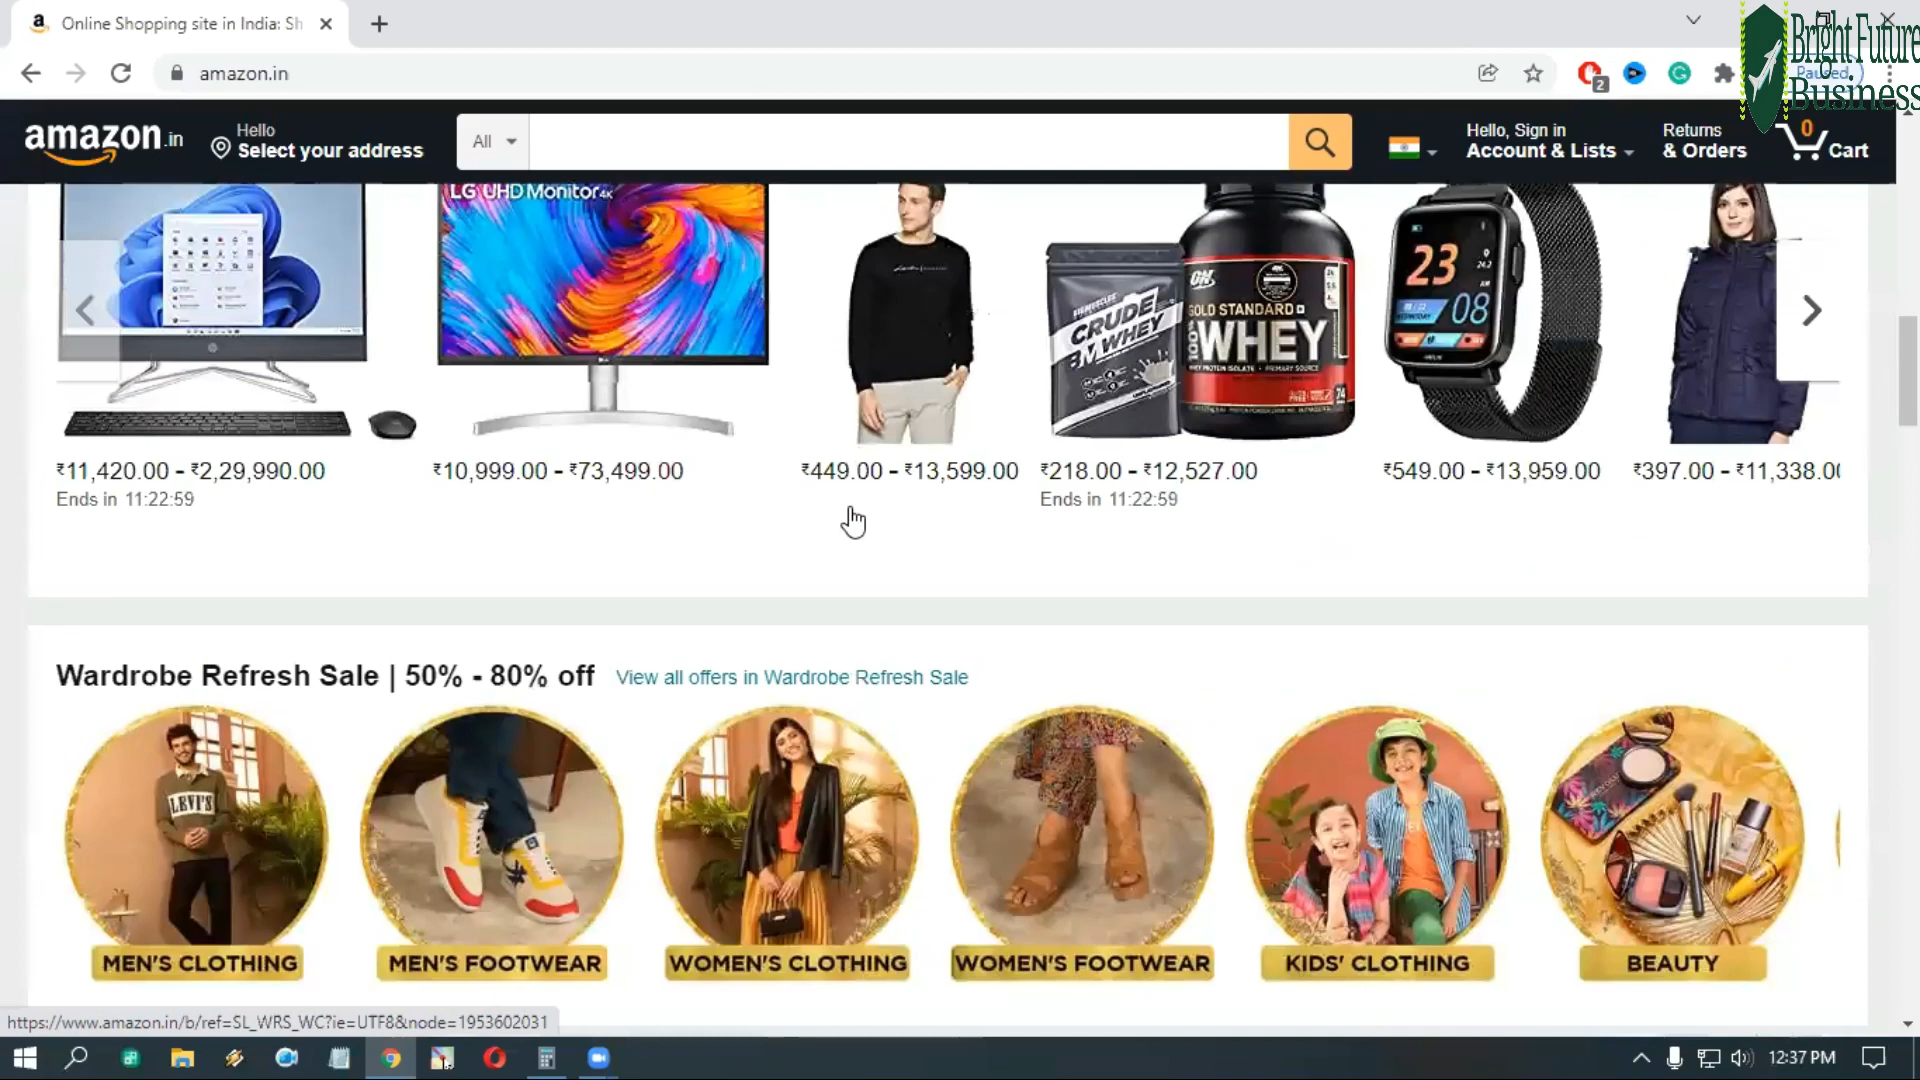 Online Shopping site in India: Sh
Bright Future
Business
amazon.in
2
Paused
amazon.in
Hello
Select your address
All
Hello, Sign in
Account & Lists
Returns
& Orders
0
Cart
LG UHD Monitor 4K
CRUDE
WHEY
ON
GOLD STANDARD
100%
WHEY
23
08
₹11,420.00 - ₹2,29,990.00
₹10,999.00 - ₹73,499.00
₹449.00 - ₹13,599.00
₹218.00 - ₹12,527.00
₹549.00 - ₹13,959.00
₹397.00 - ₹11,338.00
Ends in 11:22:59
Ends in 11:22:59
Wardrobe Refresh Sale | 50% - 80% off
View all offers in Wardrobe Refresh Sale
LEVI'S
MEN'S CLOTHING
MEN'S FOOTWEAR
WOMEN'S CLOTHING
WOMEN'S FOOTWEAR
KIDS' CLOTHING
BEAUTY
https://www.amazon.in/b/ref=SL_WRS_WC?ie=UTF8&node=1953602031
12:37 PM